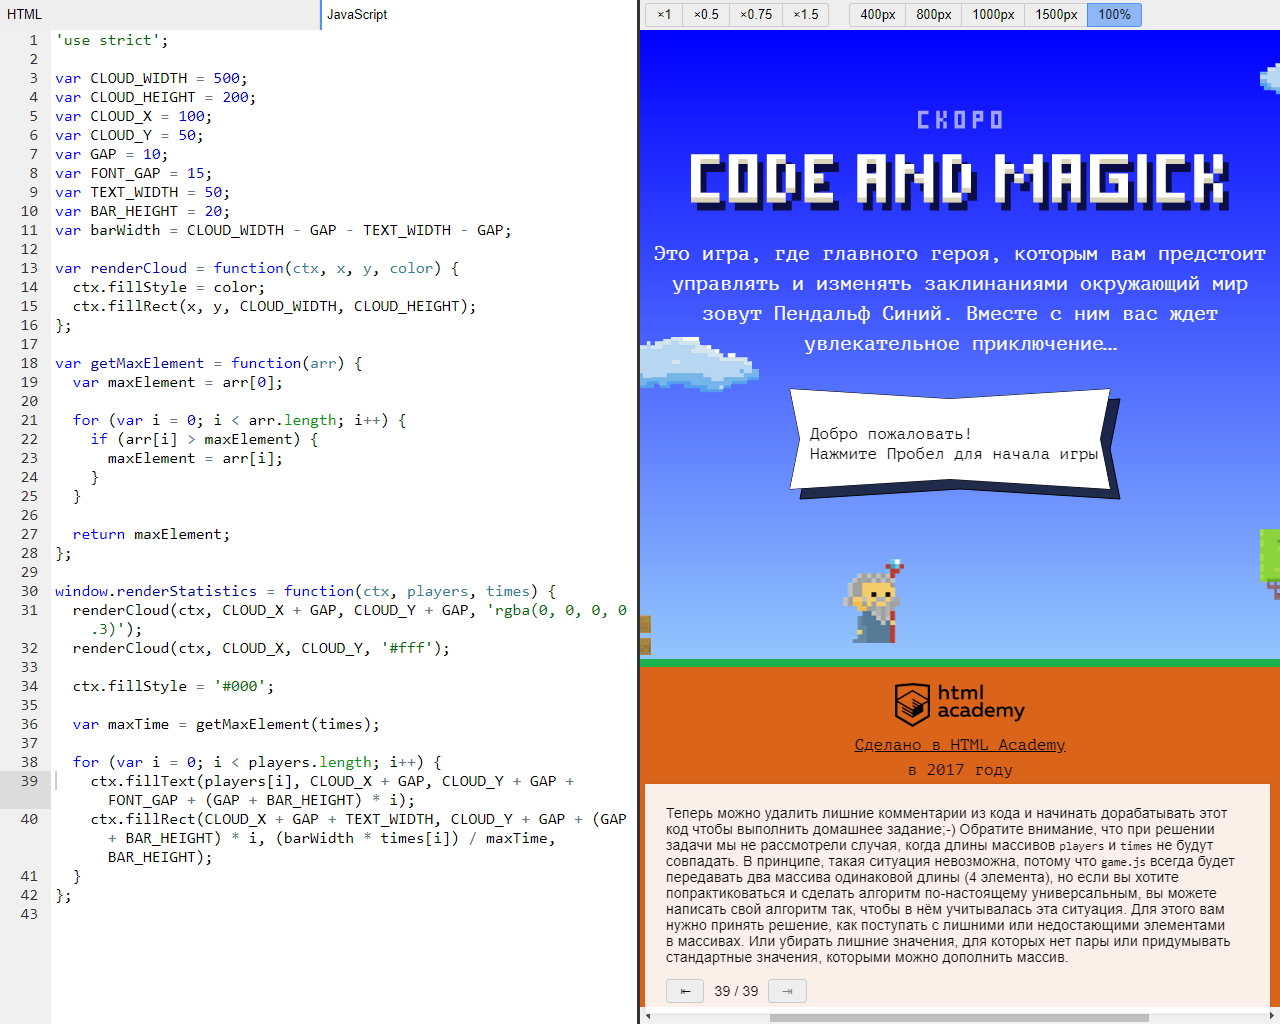 HTML
JavaScript
×1 ×0.5 ×0.75 ×1.5 400px 800px 1000px 1500px 100%
1 'use strict';
2
3 var CLOUD_WIDTH = 500;
4 var CLOUD_HEIGHT = 200;
5 var CLOUD_X = 100;
6 var CLOUD_Y = 50;
7 var GAP = 10;
8 var FONT_GAP = 15;
9 var TEXT_WIDTH = 50;
10 var BAR_HEIGHT = 20;
11 var barWidth = CLOUD_WIDTH - GAP - TEXT_WIDTH - GAP;
12
13 var renderCloud = function(ctx, x, y, color) {
14 ctx.fillStyle = color;
15 ctx.fillRect(x, y, CLOUD_WIDTH, CLOUD_HEIGHT);
16 };
17
18 var getMaxElement = function(arr) {
19 var maxElement = arr[0];
20
21 for (var i = 0; i < arr.length; i++) {
22 if (arr[i] > maxElement) {
23 maxElement = arr[i];
24 }
25 }
26
27 return maxElement;
28 };
29
30 window.renderStatistics = function(ctx, players, times) {
31 renderCloud(ctx, CLOUD_X + GAP, CLOUD_Y + GAP, 'rgba(0, 0, 0, 0
.3)');
32 renderCloud(ctx, CLOUD_X, CLOUD_Y, '#fff');
33
34 ctx.fillStyle = '#000';
35
36 var maxTime = getMaxElement(times);
37
38 for (var i = 0; i < players.length; i++) {
39 ctx.fillText(players[i], CLOUD_X + GAP, CLOUD_Y + GAP +
FONT_GAP + (GAP + BAR_HEIGHT) * i);
40 ctx.fillRect(CLOUD_X + GAP + TEXT_WIDTH, CLOUD_Y + GAP + (GAP
+ BAR_HEIGHT) * i, (barWidth * times[i]) / maxTime,
BAR_HEIGHT);
41 }
42 };
43
СКОРО
CODE AND MAGICK
Это игра, где главного героя, которым вам предстоит
управлять и изменять заклинаниями окружающий мир
зовут Пендальф Синий. Вместе с ним вас ждет
увлекательное приключение…
Добро пожаловать!
Нажмите Пробел для начала игры
html
academy
Сделано в HTML Academy
в 2017 году
Теперь можно удалить лишние комментарии из кода и начинать дорабатывать этот
код чтобы выполнить домашнее задание;-) Обратите внимание, что при решении
задачи мы не рассмотрели случая, когда длины массивов players и times не будут
совпадать. В принципе, такая ситуация невозможна, потому что game.js всегда будет
передавать два массива одинаковой длины (4 элемента), но если вы хотите
попрактиковаться и сделать алгоритм по-настоящему универсальным, вы можете
написать свой алгоритм так, чтобы в нём учитывалась эта ситуация. Для этого вам
нужно принять решение, как поступать с лишними или недостающими элементами
в массивах. Или убирать лишние значения, для которых нет пары или придумывать
стандартные значения, которыми можно дополнить массив.
⇤ 39 / 39 ⇥